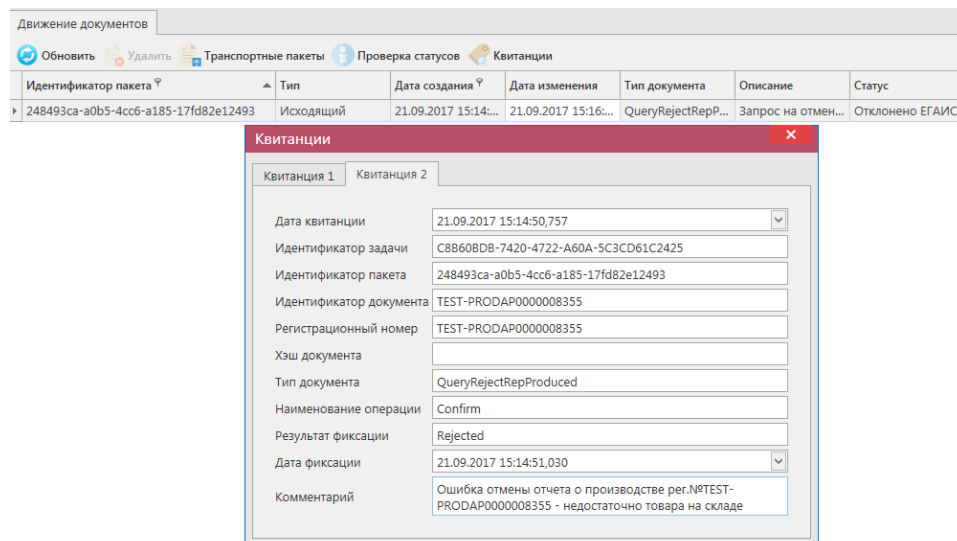 Движение документов
Обновить Удалить Транспортные пакеты Проверка статусов Квитанции
Идентификатор пакета Тип Дата создания Дата изменения Тип документа Описание Статус
248493ca-a0b5-4cc6-a185-17fd82e12493 Исходящий 21.09.2017 15:14:... 21.09.2017 15:16:... QueryRejectRepP... Запрос на отмен... Отклонено ЕГАИС
Квитанции
Квитанция 1 Квитанция 2
Дата квитанции 21.09.2017 15:14:50,757
Идентификатор задачи C8B60BDB-7420-4722-A60A-5C3CD61C2425
Идентификатор пакета 248493ca-a0b5-4cc6-a185-17fd82e12493
Идентификатор документа TEST-PRODAP0000008355
Регистрационный номер TEST-PRODAP0000008355
Хэш документа
Тип документа QueryRejectRepProduced
Наименование операции Confirm
Результат фиксации Rejected
Дата фиксации 21.09.2017 15:14:51,030
Комментарий Ошибка отмены отчета о производстве рег.№TEST-
PRODAP0000008355 - недостаточно товара на складе